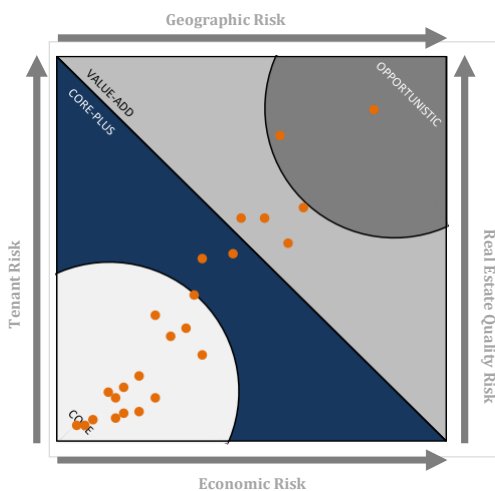 Geographic Risk
VALUE-ADD
CORE-PLUS
OPPORTUNISTIC
Tenant Risk
Real Estate Quality Risk
CORE
Economic Risk